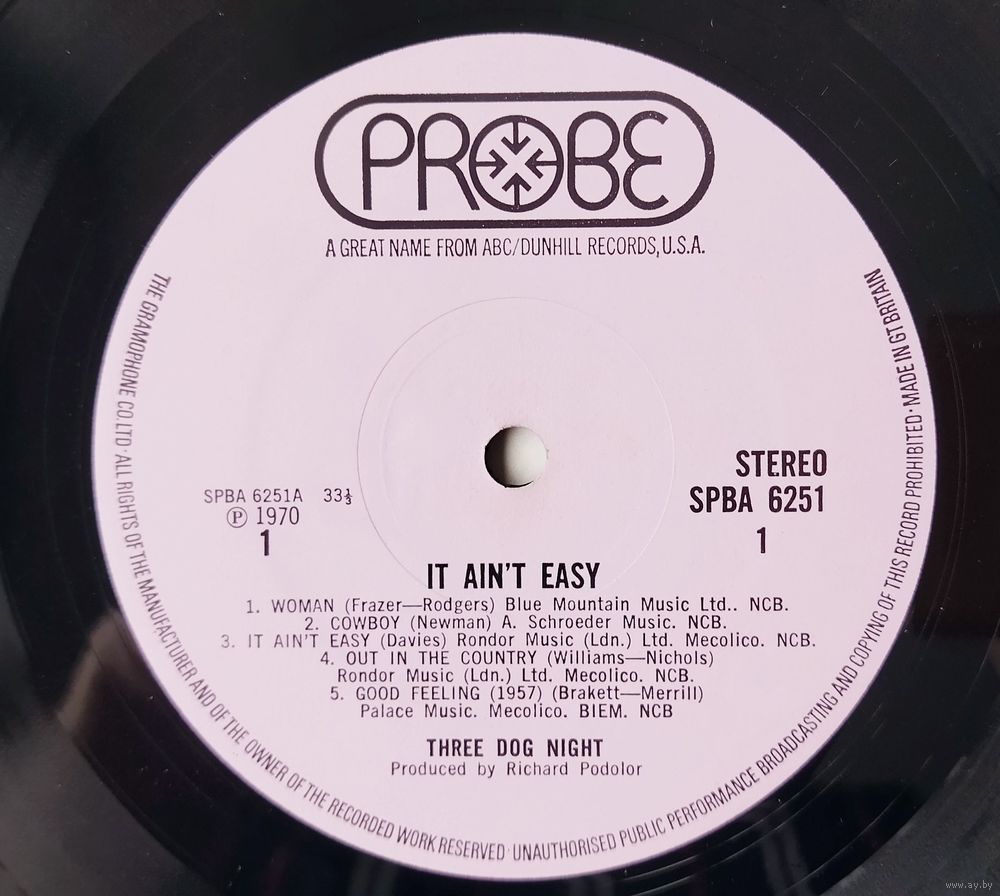 PROBE
A GREAT NAME FROM ABC/DUNHILL RECORDS, U.S.A.
THE GRAMOPHONE CO. LTD · ALL RIGHTS OF THE MANUFACTURER AND OF THE OWNER OF THE RECORDED WORK RESERVED · UNAUTHORISED PUBLIC PERFORMANCE BROADCASTING AND COPYING OF THIS RECORD PROHIBITED · MADE IN GT BRITAIN
STEREO
SPBA 6251
1
SPBA 6251A 33⅓
℗ 1970
1
IT AIN'T EASY
1. WOMAN (Frazer—Rodgers) Blue Mountain Music Ltd.. NCB.
2. COWBOY (Newman) A. Schroeder Music. NCB.
3. IT AIN'T EASY (Davies) Rondor Music (Ldn.) Ltd. Mecolico. NCB.
4. OUT IN THE COUNTRY (Williams—Nichols)
Rondor Music (Ldn.) Ltd. Mecolico. NCB.
5. GOOD FEELING (1957) (Brakett—Merrill)
Palace Music. Mecolico. BIEM. NCB
THREE DOG NIGHT
Produced by Richard Podolor
www.ay.by